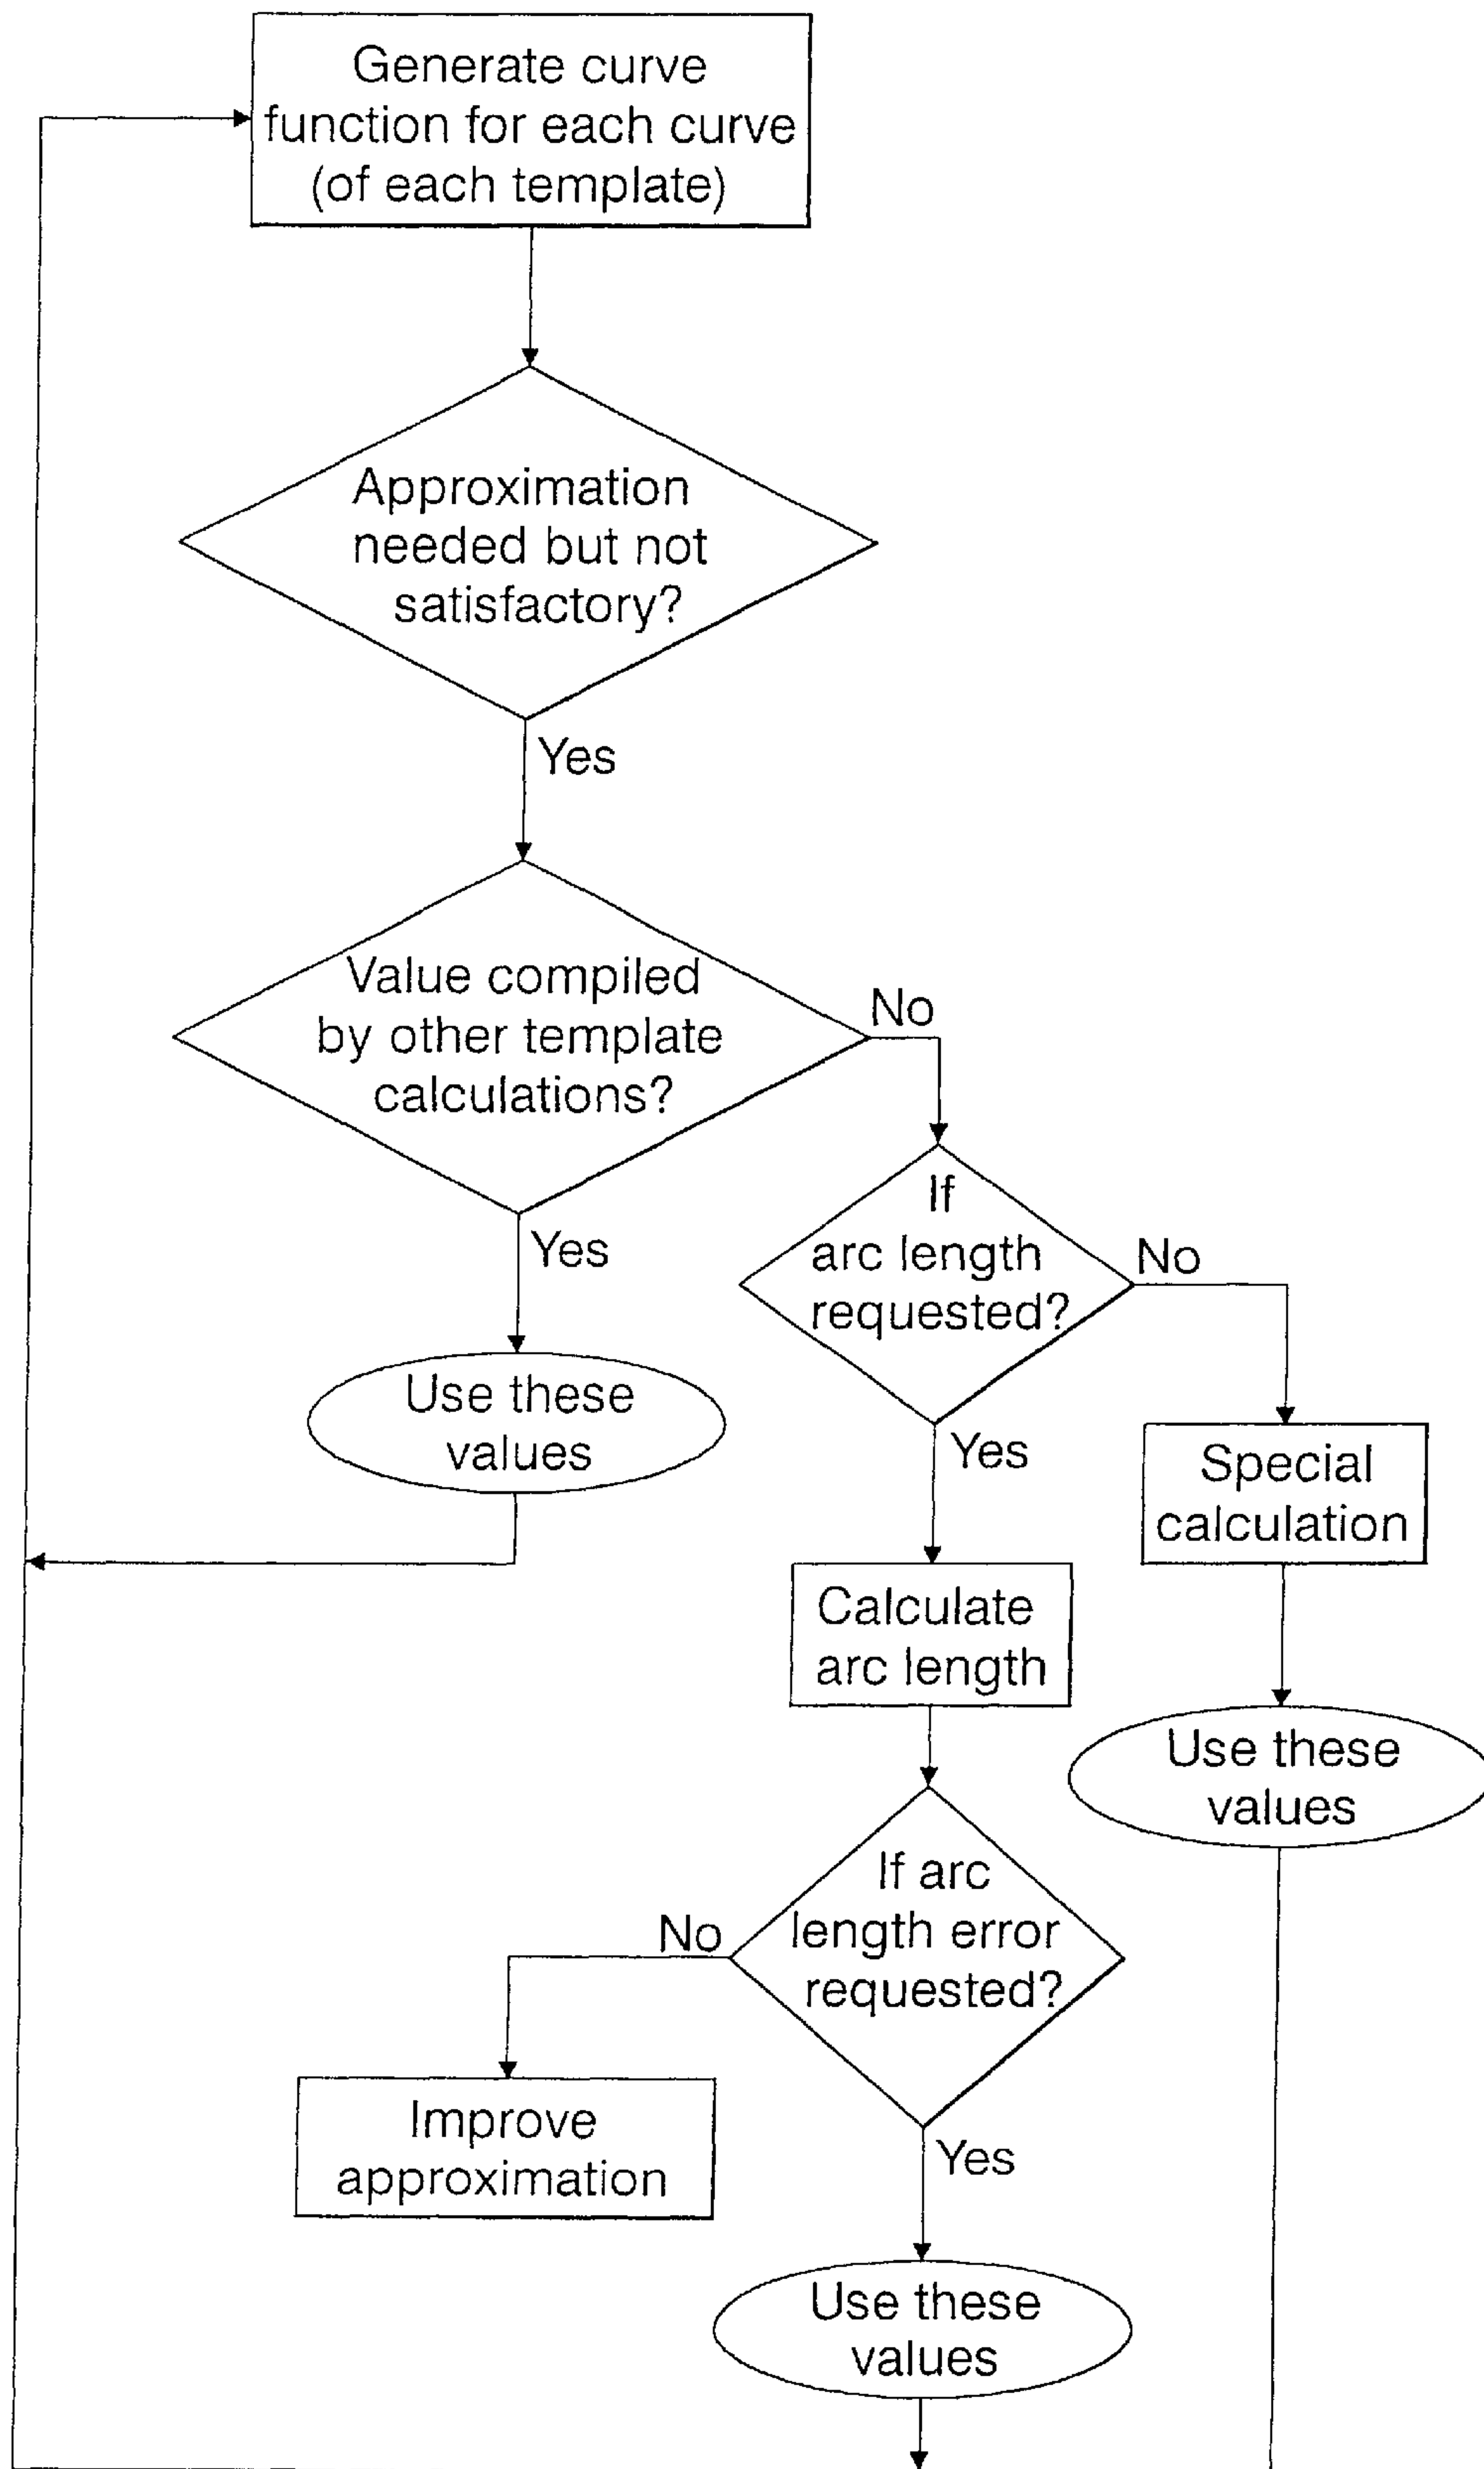 Generate curve
function for each curve
(of each template)
Approximation
needed but not
satisfactory?
Yes
Value compiled
by other template
calculations?
No
Yes
If
arc length
requested?
No
Use these
values
Yes
Special
calculation
Calculate
arc length
Use these
values
If arc
length error
requested?
No
Improve
approximation
Yes
Use these
values